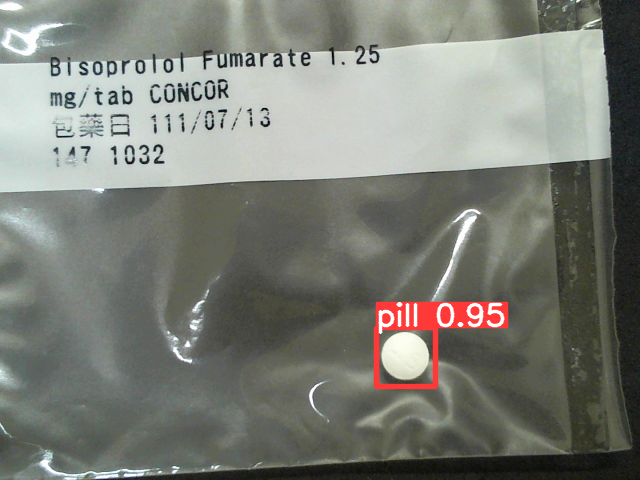 Bisoprolol Fumarate 1.25
mg/tab CONCOR
包藥日 111/07/13
147 1032
pill 0.95